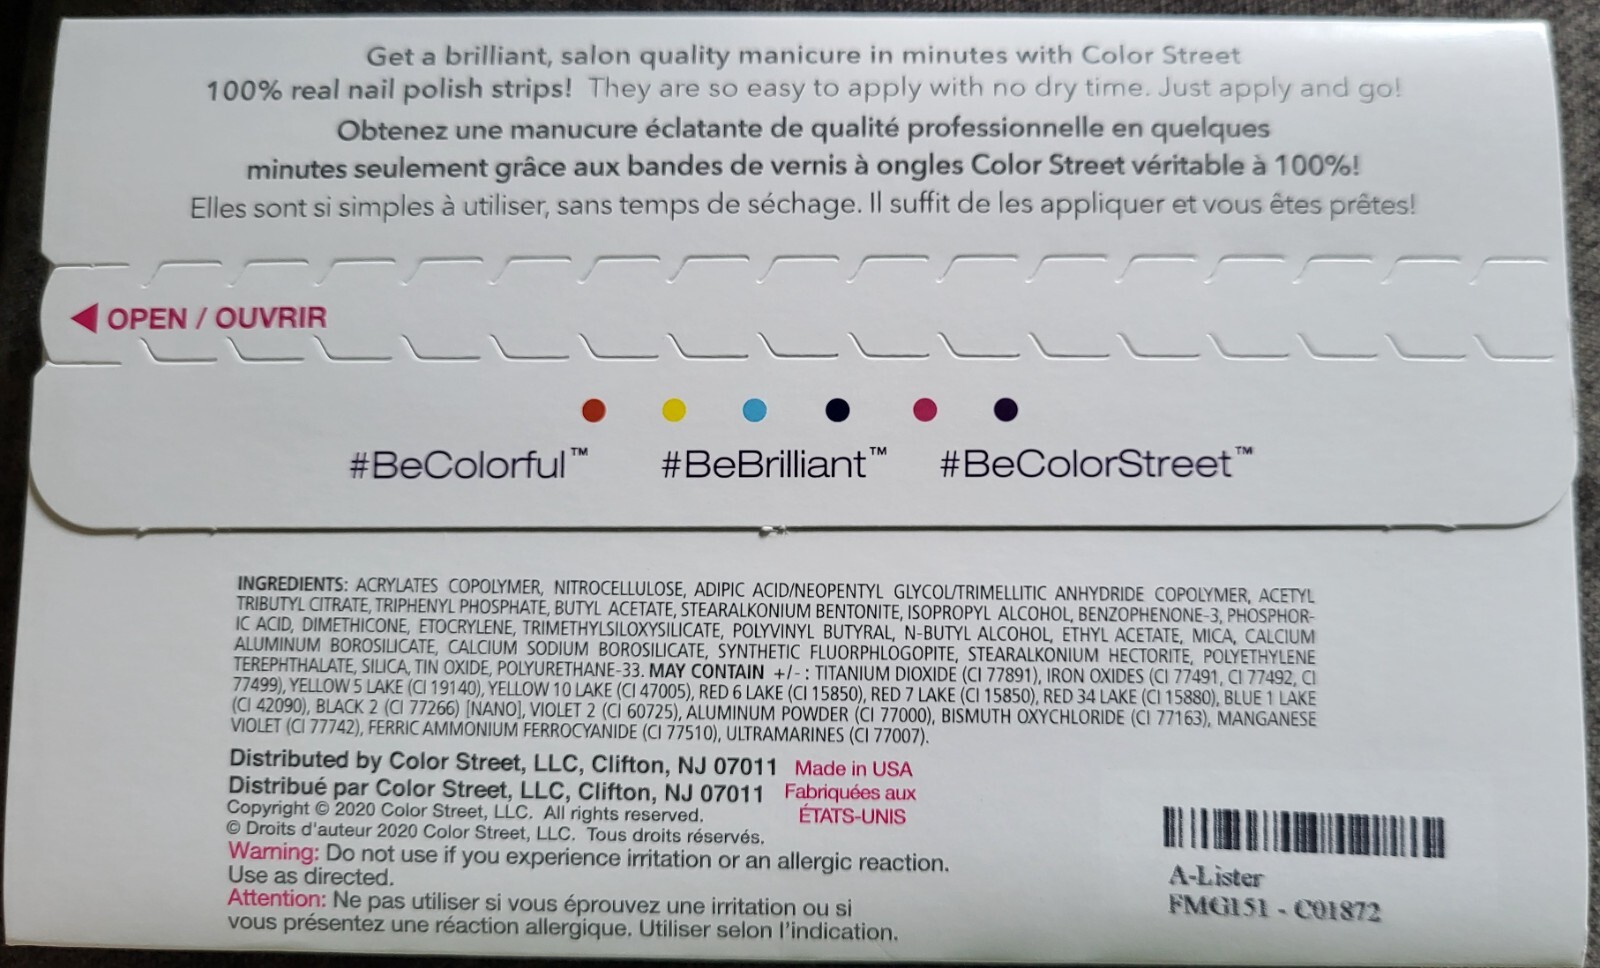 Get a brilliant, salon quality manicure in minutes with Color Street
100% real nail polish strips! They are so easy to apply with no dry time. Just apply and go!
Obtenez une manucure éclatante de qualité professionnelle en quelques
minutes seulement grâce aux bandes de vernis à ongles Color Street véritable à 100%!
Elles sont si simples à utiliser, sans temps de séchage. Il suffit de les appliquer et vous êtes prêtes!
OPEN / OUVRIR
#BeColorful™ #BeBrilliant™ #BeColorStreet™
INGREDIENTS: ACRYLATES COPOLYMER, NITROCELLULOSE, ADIPIC ACID/NEOPENTYL GLYCOL/TRIMELLITIC ANHYDRIDE COPOLYMER, ACETYL
TRIBUTYL CITRATE, TRIPHENYL PHOSPHATE, BUTYL ACETATE, STEARALKONIUM BENTONITE, ISOPROPYL ALCOHOL, BENZOPHENONE-3, PHOSPHOR-
IC ACID, DIMETHICONE, ETOCRYLENE, TRIMETHYLSILOXYSILICATE, POLYVINYL BUTYRAL, N-BUTYL ALCOHOL, ETHYL ACETATE, MICA, CALCIUM
ALUMINUM BOROSILICATE, CALCIUM SODIUM BOROSILICATE, SYNTHETIC FLUORPHLOGOPITE, STEARALKONIUM HECTORITE, POLYETHYLENE
TEREPHTHALATE, SILICA, TIN OXIDE, POLYURETHANE-33. MAY CONTAIN +/- : TITANIUM DIOXIDE (CI 77891), IRON OXIDES (CI 77491, CI 77492, CI
77499), YELLOW 5 LAKE (CI 19140), YELLOW 10 LAKE (CI 47005), RED 6 LAKE (CI 15850), RED 7 LAKE (CI 15850), RED 34 LAKE (CI 15880), BLUE 1 LAKE
(CI 42090), BLACK 2 (CI 77266) [NANO], VIOLET 2 (CI 60725), ALUMINUM POWDER (CI 77000), BISMUTH OXYCHLORIDE (CI 77163), MANGANESE
VIOLET (CI 77742), FERRIC AMMONIUM FERROCYANIDE (CI 77510), ULTRAMARINES (CI 77007).
Distributed by Color Street, LLC, Clifton, NJ 07011 Made in USA
Distribué par Color Street, LLC, Clifton, NJ 07011 Fabriquées aux
ÉTATS-UNIS
Copyright © 2020 Color Street, LLC. All rights reserved.
© Droits d'auteur 2020 Color Street, LLC. Tous droits réservés.
Warning: Do not use if you experience irritation or an allergic reaction.
Use as directed.
Attention: Ne pas utiliser si vous éprouvez une irritation ou si
vous présentez une réaction allergique. Utiliser selon l'indication.
A-Lister
FMG151 - C01872